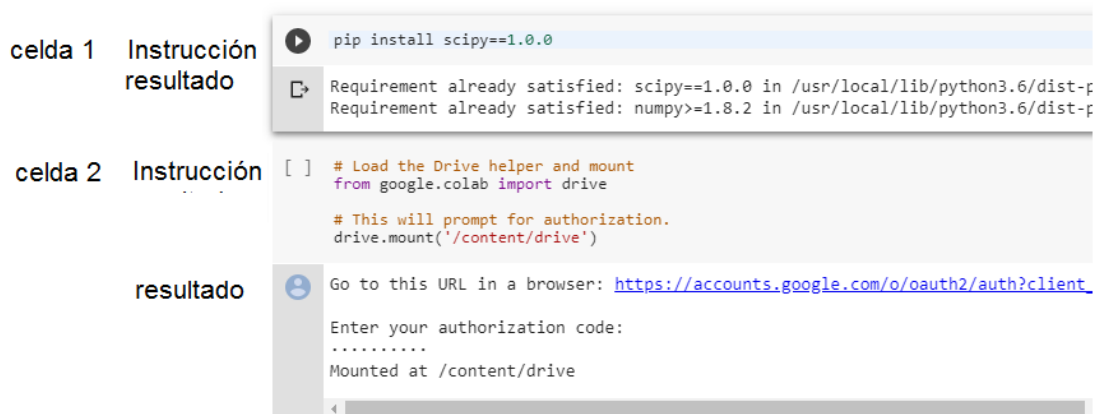 celda 1 Instrucción pip install scipy==1.0.0
resultado Requirement already satisfied: scipy==1.0.0 in /usr/local/lib/python3.6/dist-p
Requirement already satisfied: numpy>=1.8.2 in /usr/local/lib/python3.6/dist-p
celda 2 Instrucción [ ] # Load the Drive helper and mount
from google.colab import drive
# This will prompt for authorization.
drive.mount('/content/drive')
resultado Go to this URL in a browser: https://accounts.google.com/o/oauth2/auth?client_
Enter your authorization code:
..........
Mounted at /content/drive